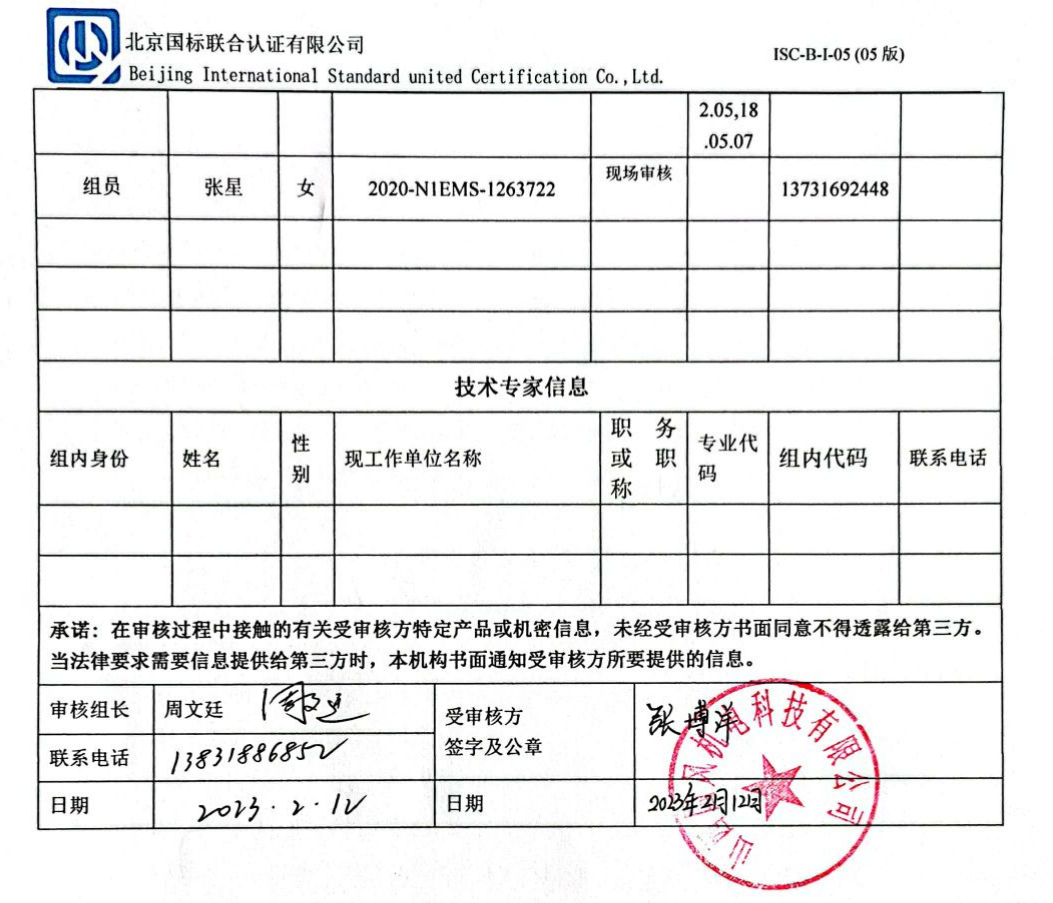 北京国标联合认证有限公司
Beijing International Standard united Certification Co.,Ltd.
ISC-B-I-05 (05 版)
2.05,18
.05.07
组员 张星 女 2020-N1EMS-1263722 现场审核 13731692448
技术专家信息
组内身份 姓名 性别 现工作单位名称 职务或职称 专业代码 组内代码 联系电话
承诺：在审核过程中接触的有关受审核方特定产品或机密信息，未经受审核方书面同意不得透露给第三方。
当法律要求需要信息提供给第三方时，本机构书面通知受审核方所要提供的信息。
审核组长 周文廷 周文廷
受审核方
签字及公章
张博洋
联系电话 13831886852
日期 2023.2.12
日期 2023年2月12日
机电科技有限公司